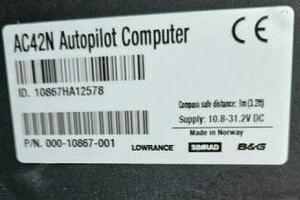 AC42N Autopilot Computer
CE
ID. 10867HA12578
Compass safe distance: 1m (3.2ft)
Supply: 10.8-31.2V DC
Made in Norway
P/N. 000-10867-001
LOWRANCE SIMRAD B&G